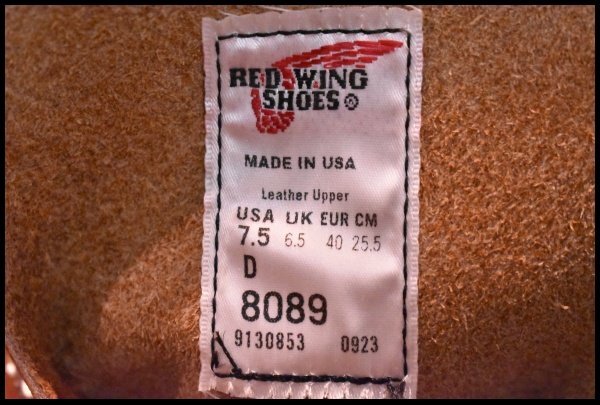 RED WING
SHOES ®
MADE IN USA
Leather Upper
USA UK EUR CM
7.5 6.5 40 25.5
D
8089
9130853 0923